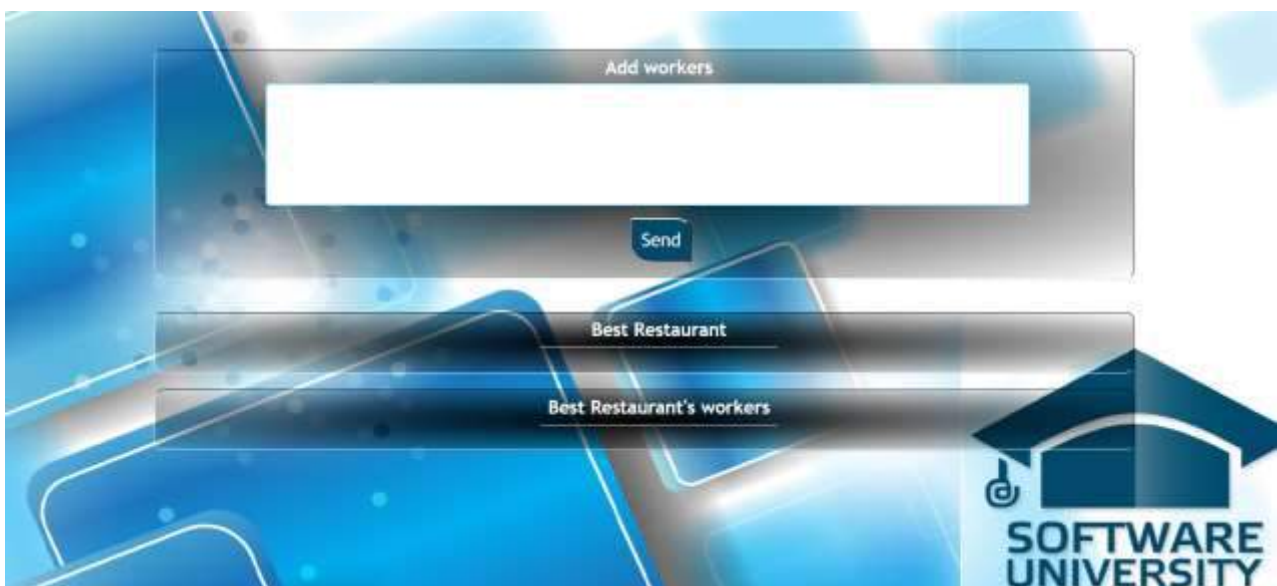 Add workers
Send
Best Restaurant
Best Restaurant's workers
SOFTWARE
UNIVERSITY